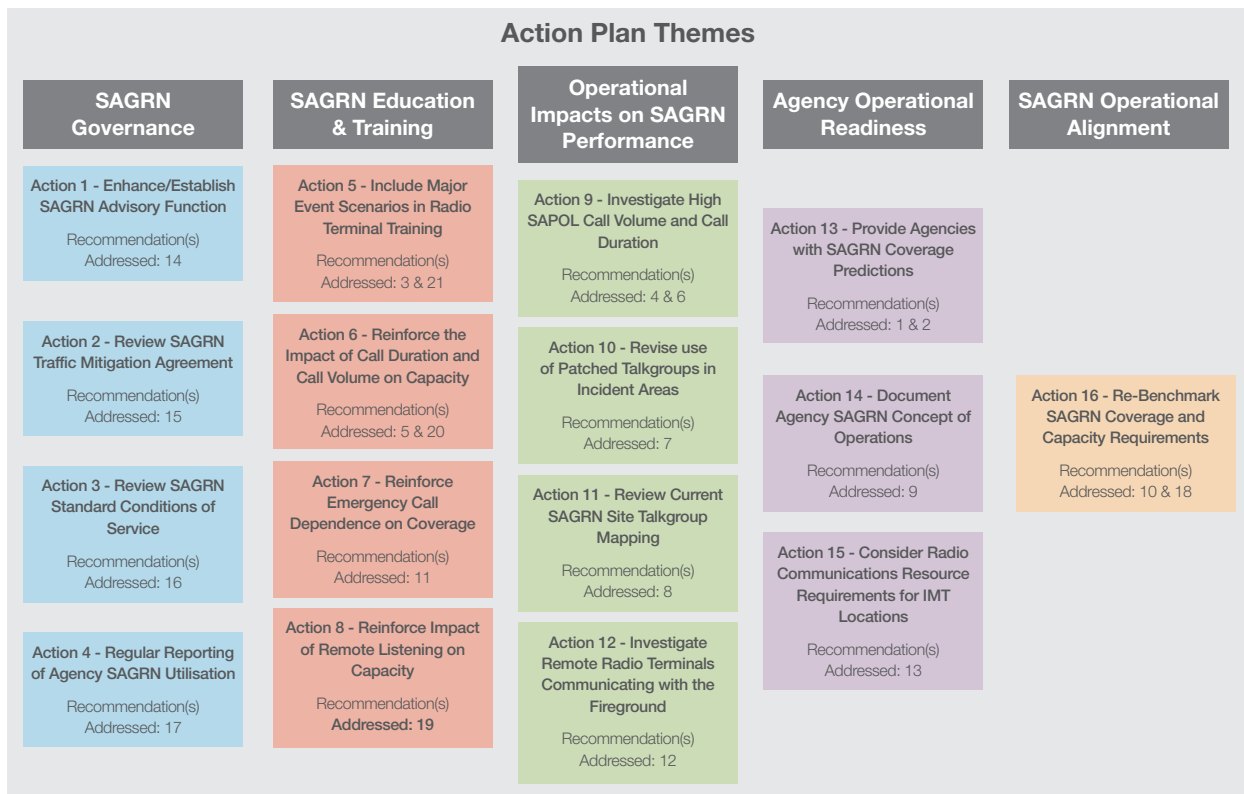 Action Plan Themes
SAGRN
Governance
Action 1 - Enhance/Establish
SAGRN Advisory Function
Recommendation(s)
Addressed: 14
Action 2 - Review SAGRN
Traffic Mitigation Agreement
Recommendation(s)
Addressed: 15
Action 3 - Review SAGRN
Standard Conditions of
Service
Recommendation(s)
Addressed: 16
Action 4 - Regular Reporting
of Agency SAGRN Utilisation
Recommendation(s)
Addressed: 17
SAGRN Education
& Training
Action 5 - Include Major
Event Scenarios in Radio
Terminal Training
Recommendation(s)
Addressed: 3 & 21
Action 6 - Reinforce the
Impact of Call Duration and
Call Volume on Capacity
Recommendation(s)
Addressed: 5 & 20
Action 7 - Reinforce
Emergency Call
Dependence on Coverage
Recommendation(s)
Addressed: 11
Action 8 - Reinforce Impact
of Remote Listening on
Capacity
Recommendation(s)
Addressed: 19
Operational
Impacts on SAGRN
Performance
Action 9 - Investigate High
SAPOL Call Volume and Call
Duration
Recommendation(s)
Addressed: 4 & 6
Action 10 - Revise use
of Patched Talkgroups in
Incident Areas
Recommendation(s)
Addressed: 7
Action 11 - Review Current
SAGRN Site Talkgroup
Mapping
Recommendation(s)
Addressed: 8
Action 12 - Investigate
Remote Radio Terminals
Communicating with the
Fireground
Recommendation(s)
Addressed: 12
Agency Operational
Readiness
Action 13 - Provide Agencies
with SAGRN Coverage
Predictions
Recommendation(s)
Addressed: 1 & 2
Action 14 - Document
Agency SAGRN Concept of
Operations
Recommendation(s)
Addressed: 9
Action 15 - Consider Radio
Communications Resource
Requirements for IMT
Locations
Recommendation(s)
Addressed: 13
SAGRN Operational
Alignment
Action 16 - Re-Benchmark
SAGRN Coverage and
Capacity Requirements
Recommendation(s)
Addressed: 10 & 18